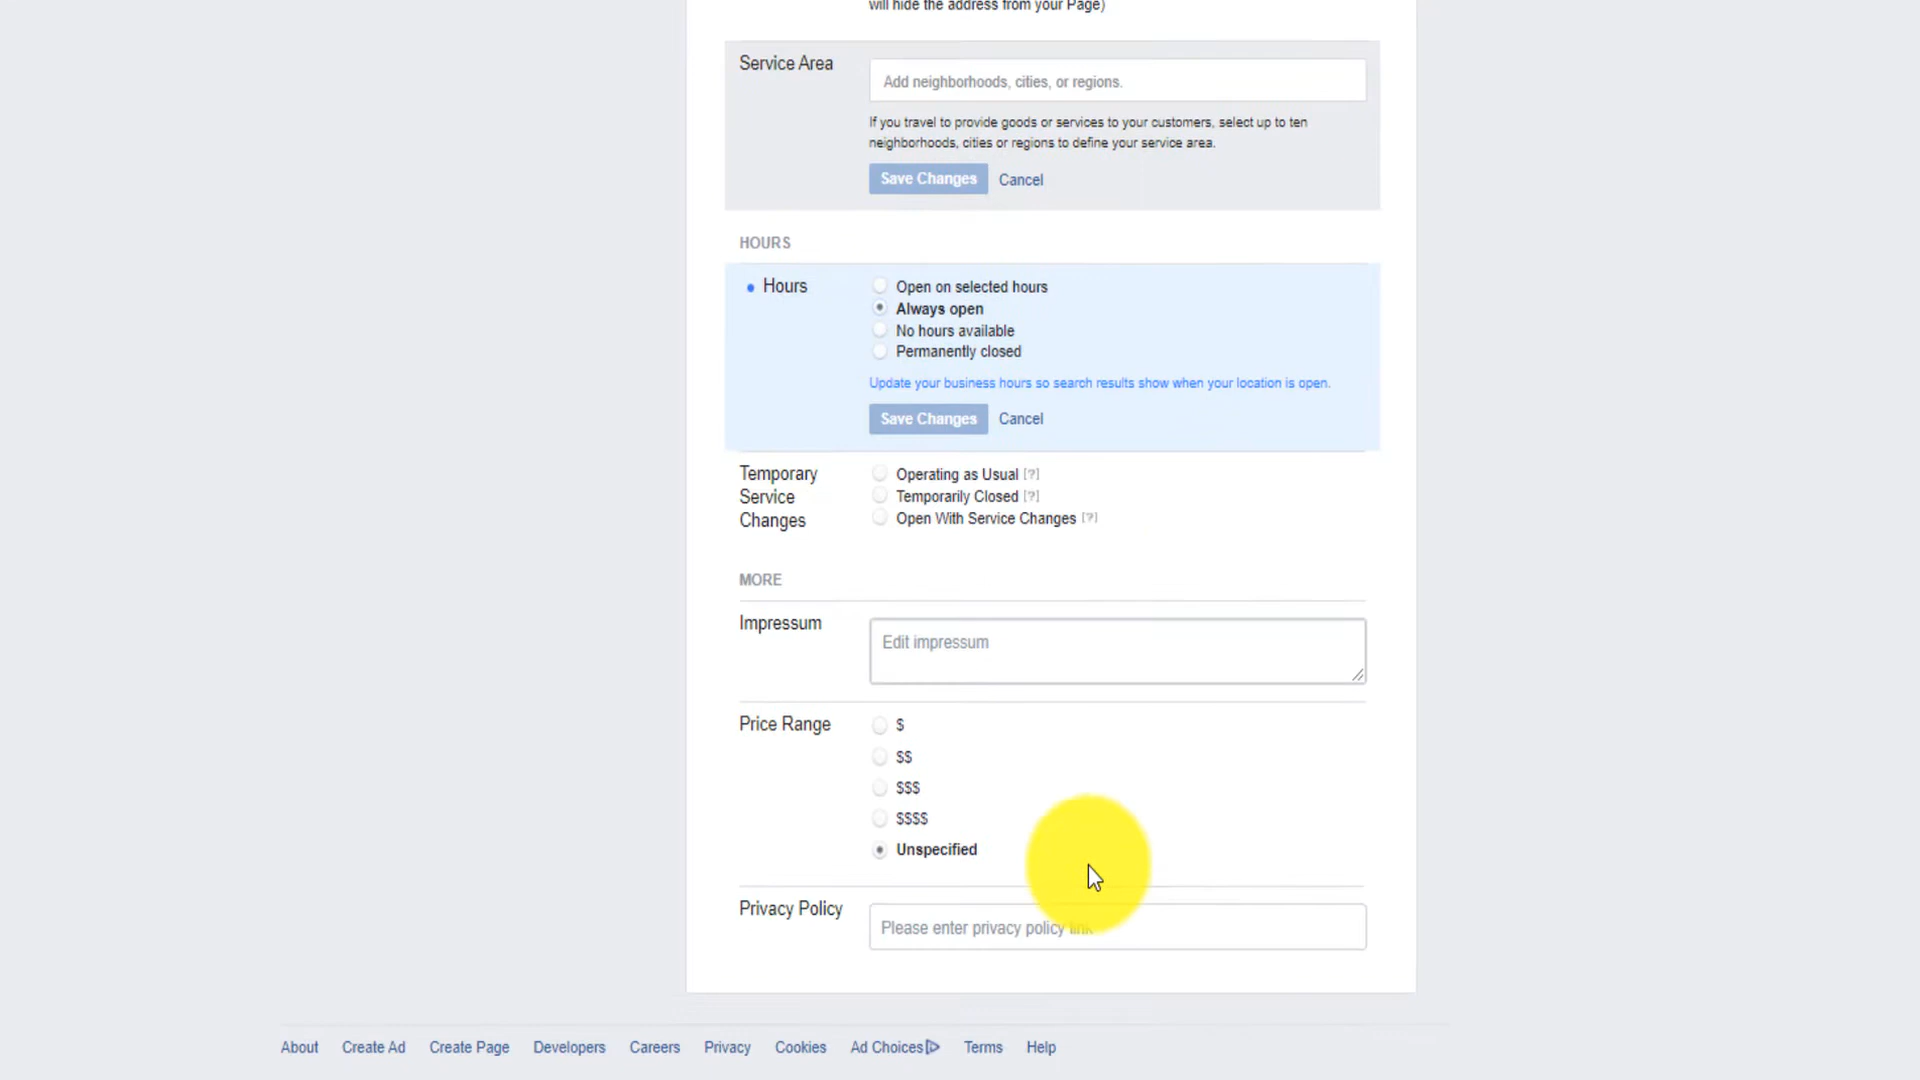 will hide the address from your Page)
Service Area
Add neighborhoods, cities, or regions.
If you travel to provide goods or services to your customers, select up to ten
neighborhoods, cities or regions to define your service area.
Save Changes Cancel
HOURS
Hours
Open on selected hours
Always open
No hours available
Permanently closed
Update your business hours so search results show when your location is open.
Save Changes Cancel
Temporary
Service
Changes
Operating as Usual [?]
Temporarily Closed [?]
Open With Service Changes [?]
MORE
Impressum
Edit impressum
Price Range
$
$$
$$$
$$$$
Unspecified
Privacy Policy
Please enter privacy policy link
About Create Ad Create Page Developers Careers Privacy Cookies Ad Choices Terms Help